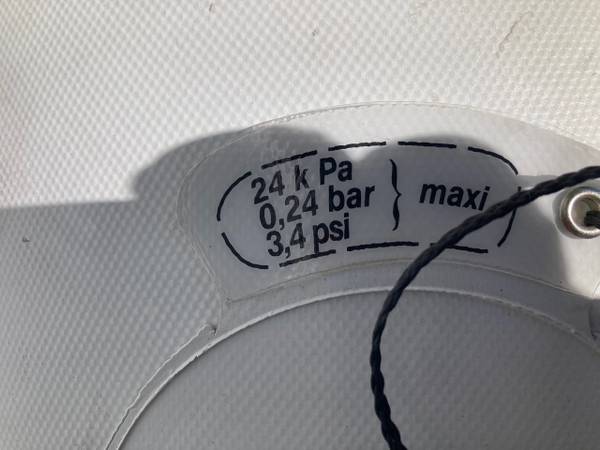 24 k Pa
0,24 bar } maxi
3,4 psi